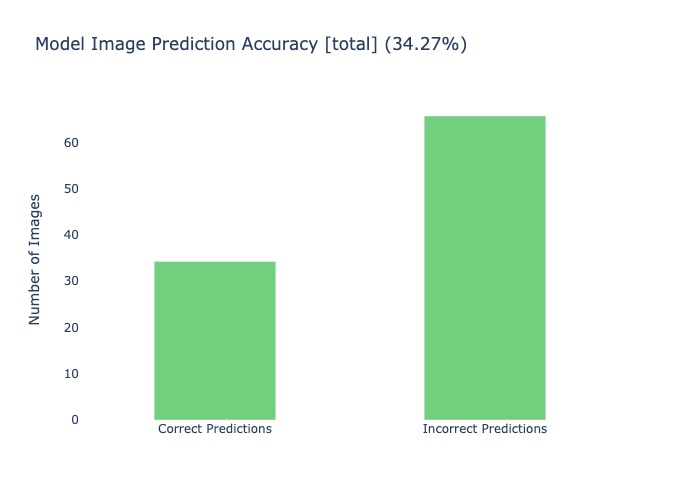 Model Image Prediction Accuracy [total] (34.27%)
Number of Images
60
50
40
30
20
10
0
Correct Predictions
Incorrect Predictions